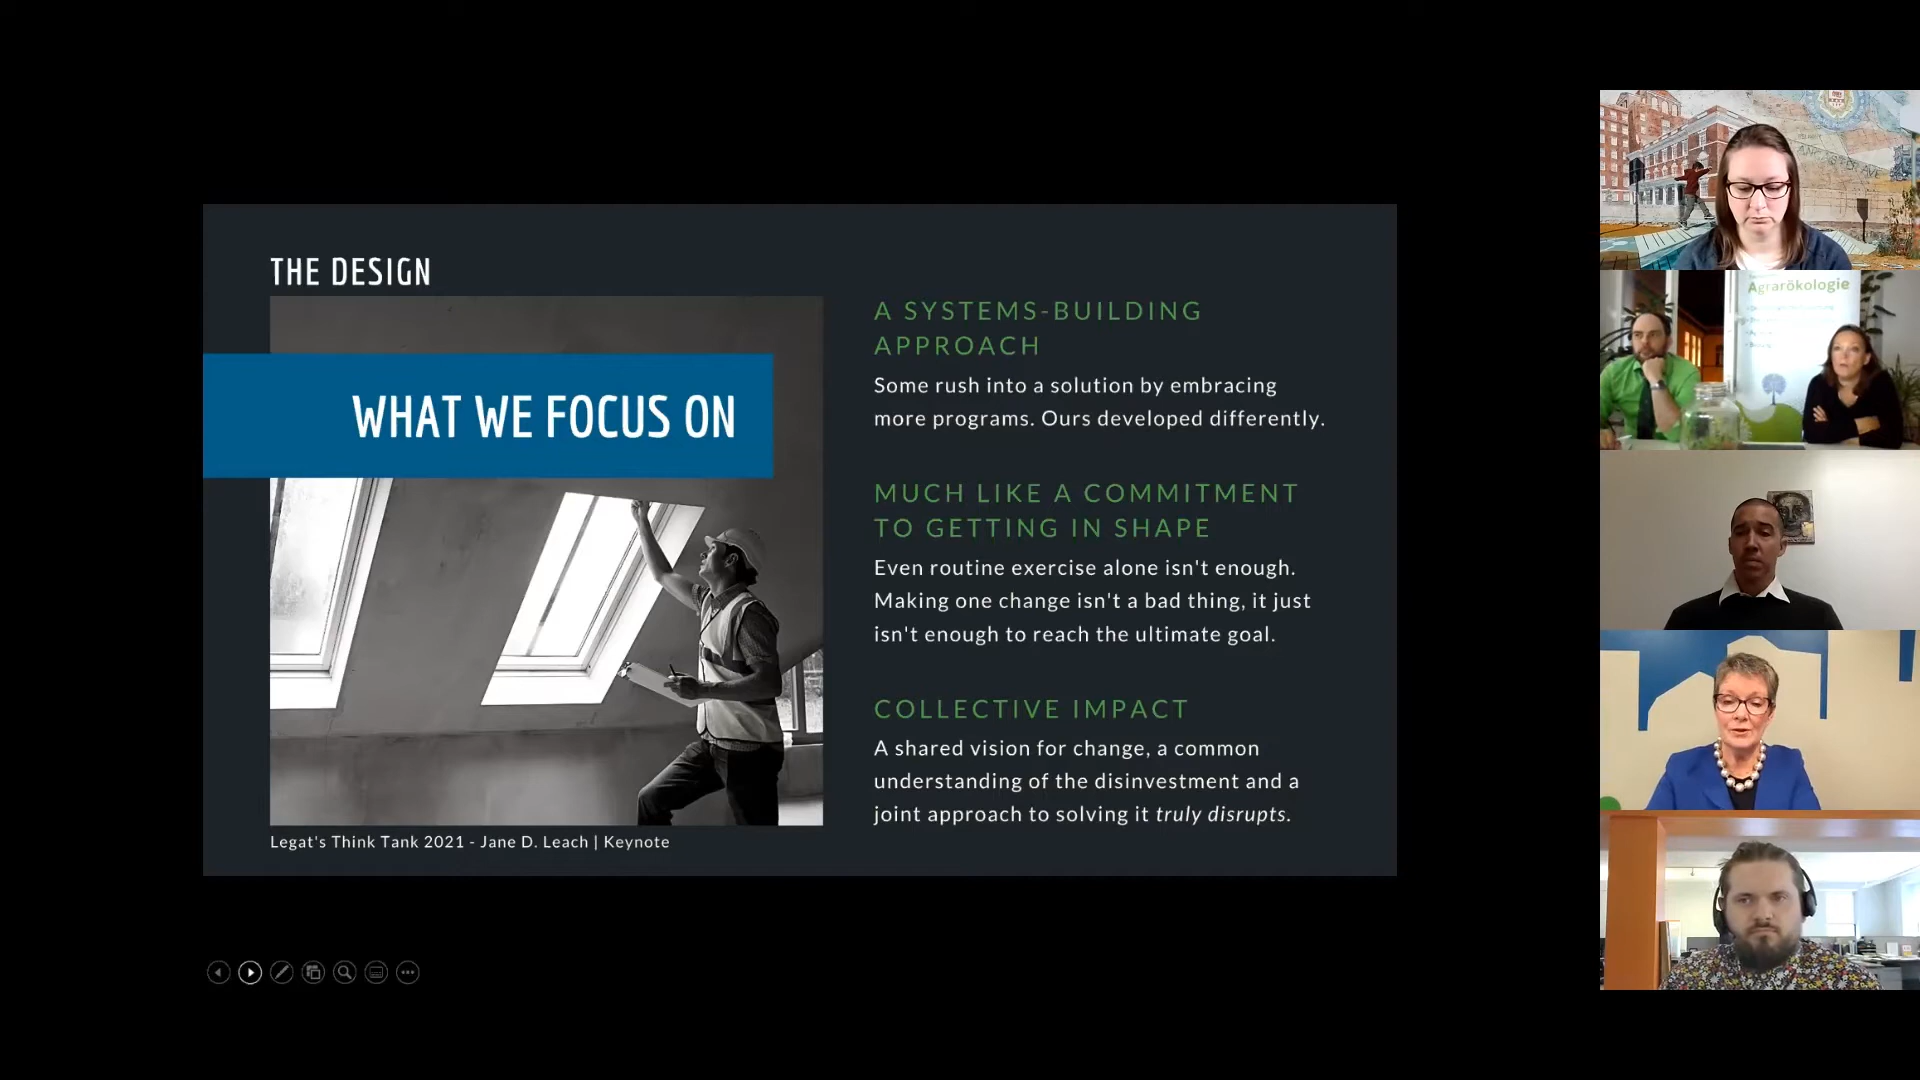 THE DESIGN
WHAT WE FOCUS ON
A SYSTEMS-BUILDING
APPROACH
Some rush into a solution by embracing
more programs. Ours developed differently.
MUCH LIKE A COMMITMENT
TO GETTING IN SHAPE
Even routine exercise alone isn't enough.
Making one change isn't a bad thing, it just
isn't enough to reach the ultimate goal.
COLLECTIVE IMPACT
A shared vision for change, a common
understanding of the disinvestment and a
joint approach to solving it truly disrupts.
Legat's Think Tank 2021 - Jane D. Leach | Keynote
Agrarökologie